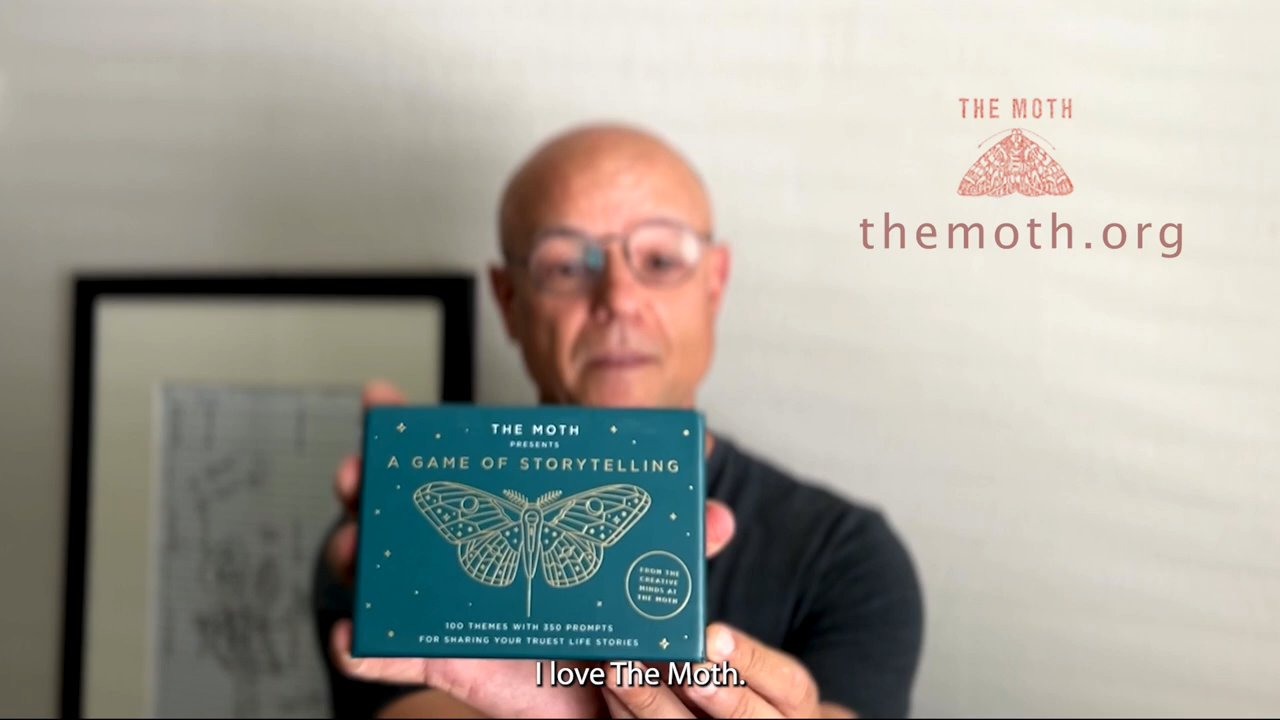 THE MOTH
themoth.org
THE MOTH
PRESENTS
A GAME OF STORYTELLING
FROM THE
CREATIVE
MINDS AT
THE MOTH
100 THEMES WITH 350 PROMPTS
FOR SHARING YOUR TRUEST LIFE STORIES
I love The Moth.